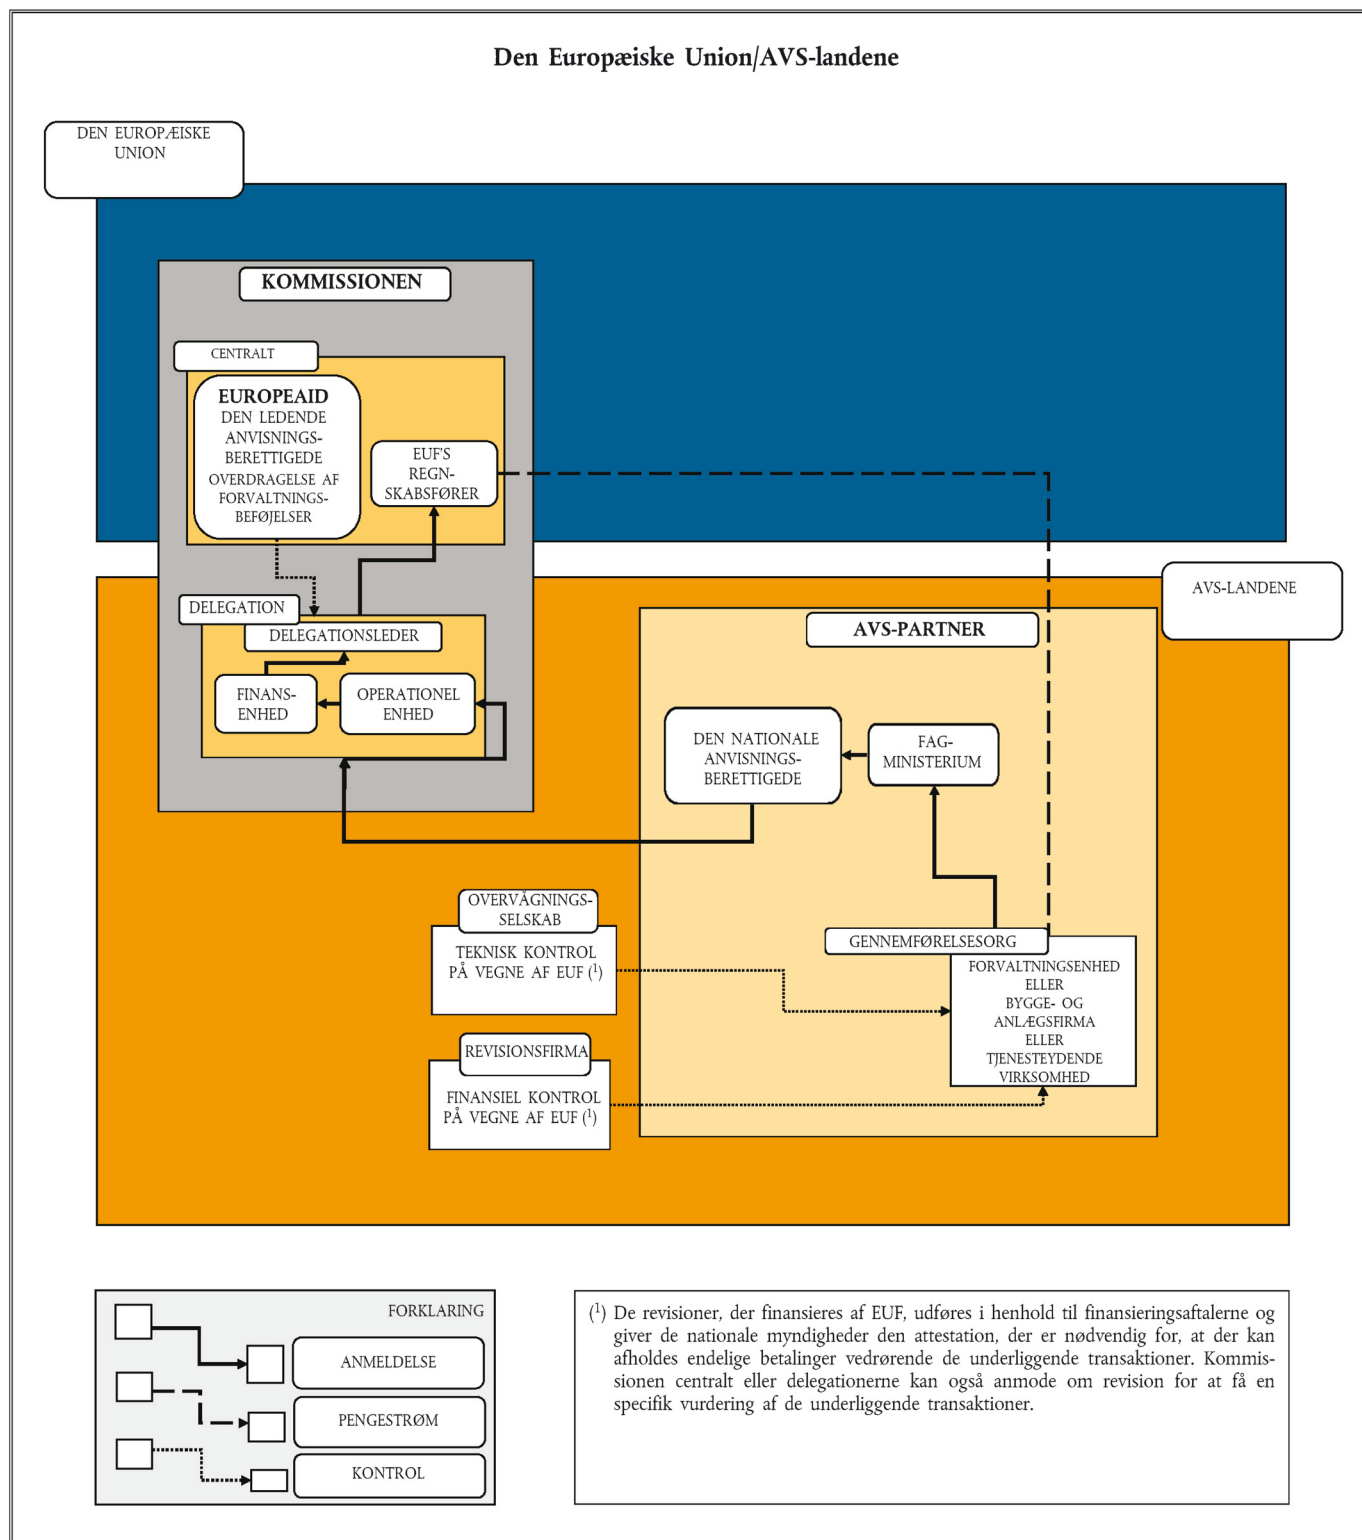 Den Europæiske Union/AVS-landene
DEN EUROPÆISKE
UNION
KOMMISSIONEN
CENTRALT
EUROPEAID
DEN LEDENDE
ANVISNINGS-
BERETTIGEDE
OVERDRAGELSE AF
FORVALTNINGS-
BEFØJELSER
EUF'S
REGN-
SKABSFØRER
AVS-LANDENE
DELEGATION
DELEGATIONSLEDER
FINANS-
ENHED
OPERATIONEL
ENHED
AVS-PARTNER
DEN NATIONALE
ANVISNINGS-
BERETTIGEDE
FAG-
MINISTERIUM
OVERVÅGNINGS-
SELSKAB
TEKNISK KONTROL
PÅ VEGNE AF EUF (¹)
GENNEMFØRELSESORG
FORVALTNINGSENHED
ELLER
BYGGE- OG
ANLÆGSFIRMA
ELLER
TJENESTEYDENDE
VIRKSOMHED
REVISIONSFIRMA
FINANSIEL KONTROL
PÅ VEGNE AF EUF (¹)
FORKLARING
ANMELDELSE
PENGESTRØM
KONTROL
(¹) De revisioner, der finansieres af EUF, udføres i henhold til finansieringsaftalerne og
giver de nationale myndigheder den attestation, der er nødvendig for, at der kan
afholdes endelige betalinger vedrørende de underliggende transaktioner. Kommis-
sionen centralt eller delegationerne kan også anmode om revision for at få en
specifik vurdering af de underliggende transaktioner.